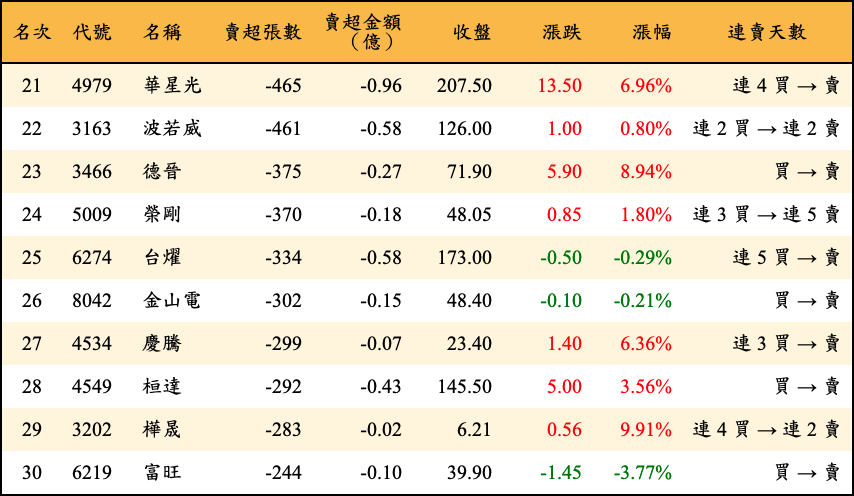 名次 代號 名稱 賣超張數 賣超金額（億） 收盤 漲跌 漲幅 連賣天數
21 4979 華星光 -465 -0.96 207.50 13.50 6.96% 連 4 買 → 賣
22 3163 波若威 -461 -0.58 126.00 1.00 0.80% 連 2 買 → 連 2 賣
23 3466 德晉 -375 -0.27 71.90 5.90 8.94% 買 → 賣
24 5009 榮剛 -370 -0.18 48.05 0.85 1.80% 連 3 買 → 連 5 賣
25 6274 台燿 -334 -0.58 173.00 -0.50 -0.29% 連 5 買 → 賣
26 8042 金山電 -302 -0.15 48.40 -0.10 -0.21% 買 → 賣
27 4534 慶騰 -299 -0.07 23.40 1.40 6.36% 連 3 買 → 賣
28 4549 桓達 -292 -0.43 145.50 5.00 3.56% 買 → 賣
29 3202 樺晟 -283 -0.02 6.21 0.56 9.91% 連 4 買 → 連 2 賣
30 6219 富旺 -244 -0.10 39.90 -1.45 -3.77% 買 → 賣